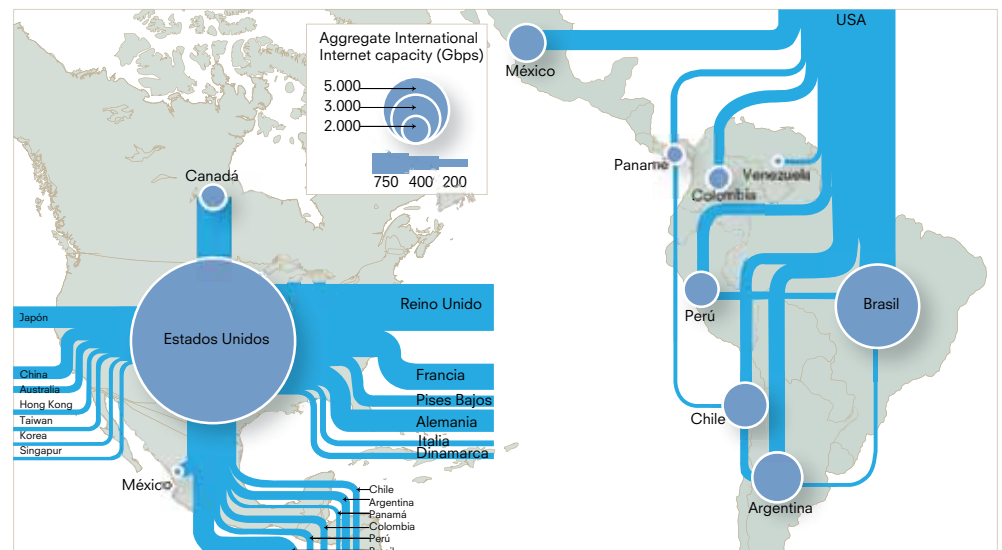 USA
Aggregate International
Internet capacity (Gbps)
5.000
3.000
2.000
750 400 200
México
Panamé
Venezuela
Colombia
Canadá
Reino Unido
Estados Unidos
Japón
Francia
China
Australia
Pises Bajos
Hong Kong
Alemania
Taiwan
Korea
Italia
Singapur
Dinamarca
México
Chile
Argentina
Panamá
Colombia
Perú
Perú
Brasil
Chile
Argentina